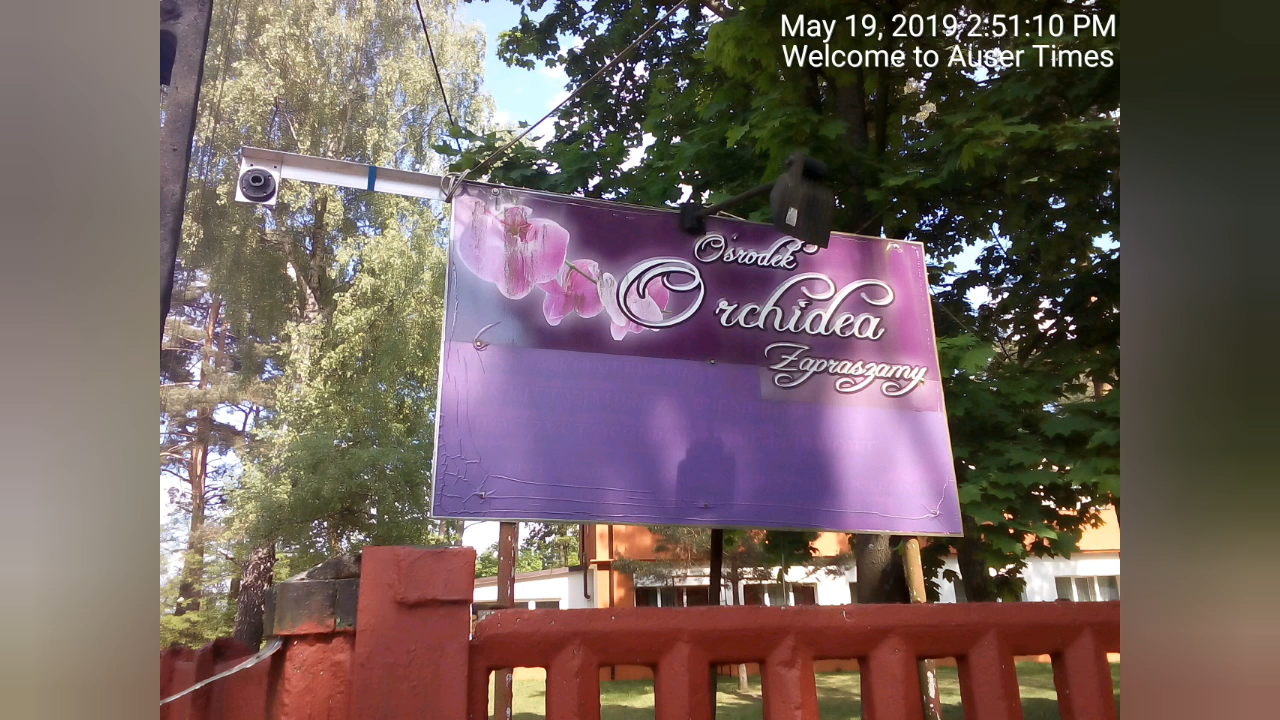 May 19, 2019 2:51:10 PM
Welcome to Auser Times
Ośrodek
Orchidea
Zapraszamy